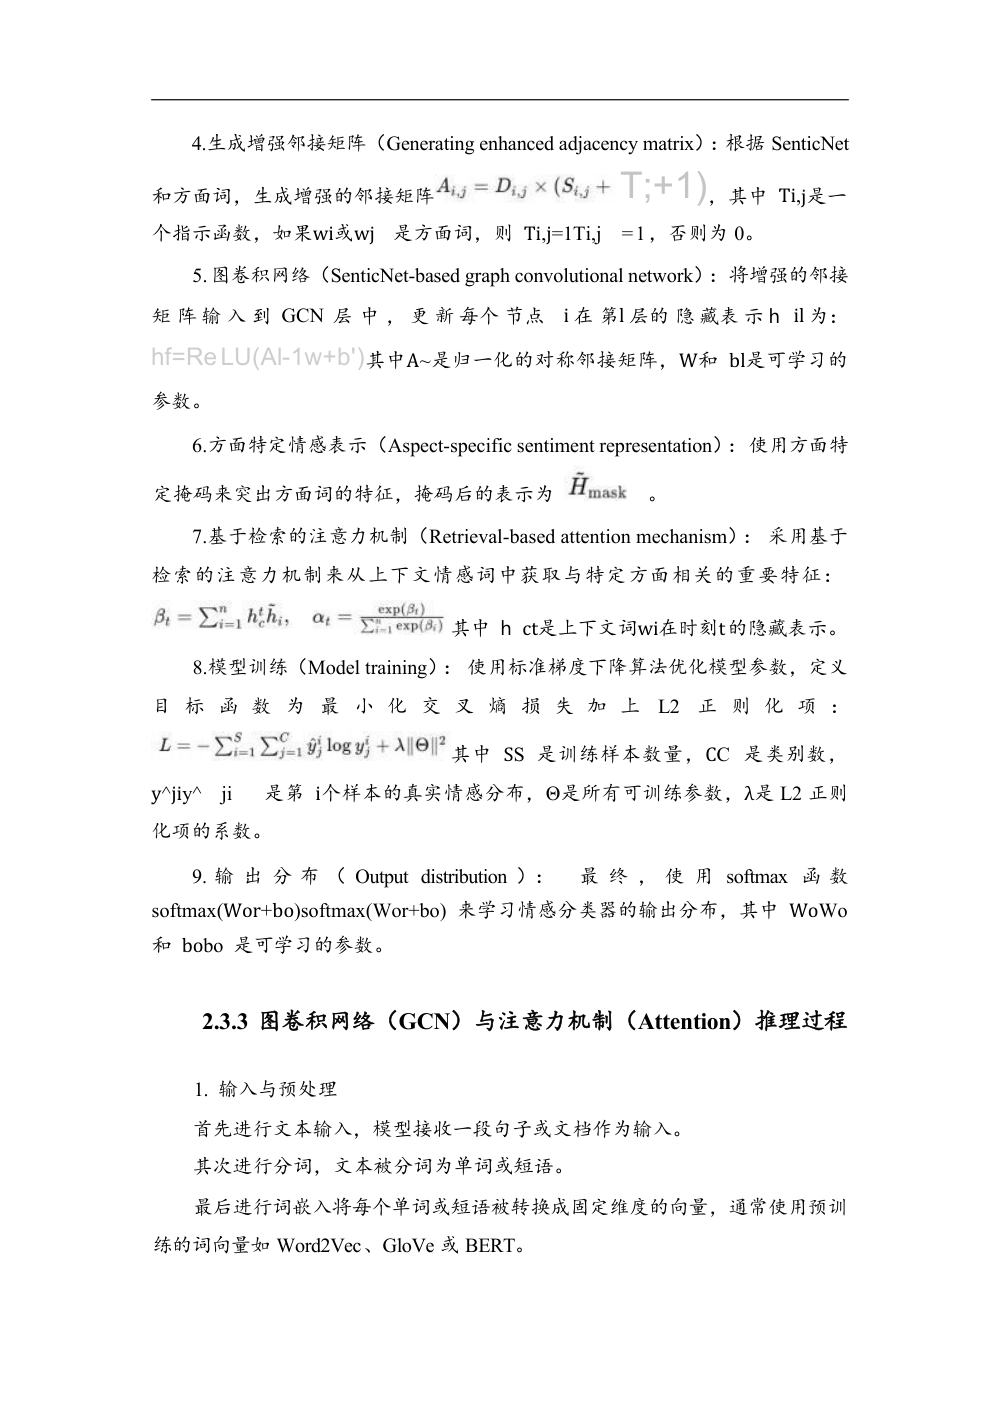 4.生成增强邻接矩阵（Generating enhanced adjacency matrix）：根据 SenticNet
和方面词，生成增强的邻接矩阵 A_{i,j} = D_{i,j} × (S_{i,j} + T;+1)，其中 Ti,j是一
个指示函数，如果wi或wj 是方面词，则 Ti,j=1Ti,j =1，否则为 0。
5.图卷积网络（SenticNet-based graph convolutional network）：将增强的邻接
矩阵输入到 GCN 层中，更新每个节点 i在第l层的隐藏表示h il为：
hf=ReLU(Al-1w+b')其中A~是归一化的对称邻接矩阵，W和 bl是可学习的
参数。
6.方面特定情感表示（Aspect-specific sentiment representation）：使用方面特
定掩码来突出方面词的特征，掩码后的表示为 H̃_mask 。
7.基于检索的注意力机制（Retrieval-based attention mechanism）：采用基于
检索的注意力机制来从上下文情感词中获取与特定方面相关的重要特征：
β_t = ∑_{i=1}^n h_c^t h̃_i, α_t = exp(β_t) / ∑_{i=1}^n exp(β_i) 其中 h ct是上下文词wi在时刻t的隐藏表示。
8.模型训练（Model training）：使用标准梯度下降算法优化模型参数，定义
目标函数为最小化交叉熵损失加上 L2 正则化项：
L = −∑_{i=1}^S ∑_{j=1}^C ŷ_j^i log y_j^i + λ‖Θ‖² 其中 SS 是训练样本数量，CC 是类别数，
y^jiy^ ji 是第 i个样本的真实情感分布，Θ是所有可训练参数，λ是 L2 正则
化项的系数。
9.输出分布（Output distribution）：最终，使用 softmax 函数
softmax(Wor+bo)softmax(Wor+bo) 来学习情感分类器的输出分布，其中 WoWo
和 bobo 是可学习的参数。
2.3.3 图卷积网络（GCN）与注意力机制（Attention）推理过程
1. 输入与预处理
首先进行文本输入，模型接收一段句子或文档作为输入。
其次进行分词，文本被分词为单词或短语。
最后进行词嵌入将每个单词或短语被转换成固定维度的向量，通常使用预训
练的词向量如 Word2Vec、GloVe 或 BERT。